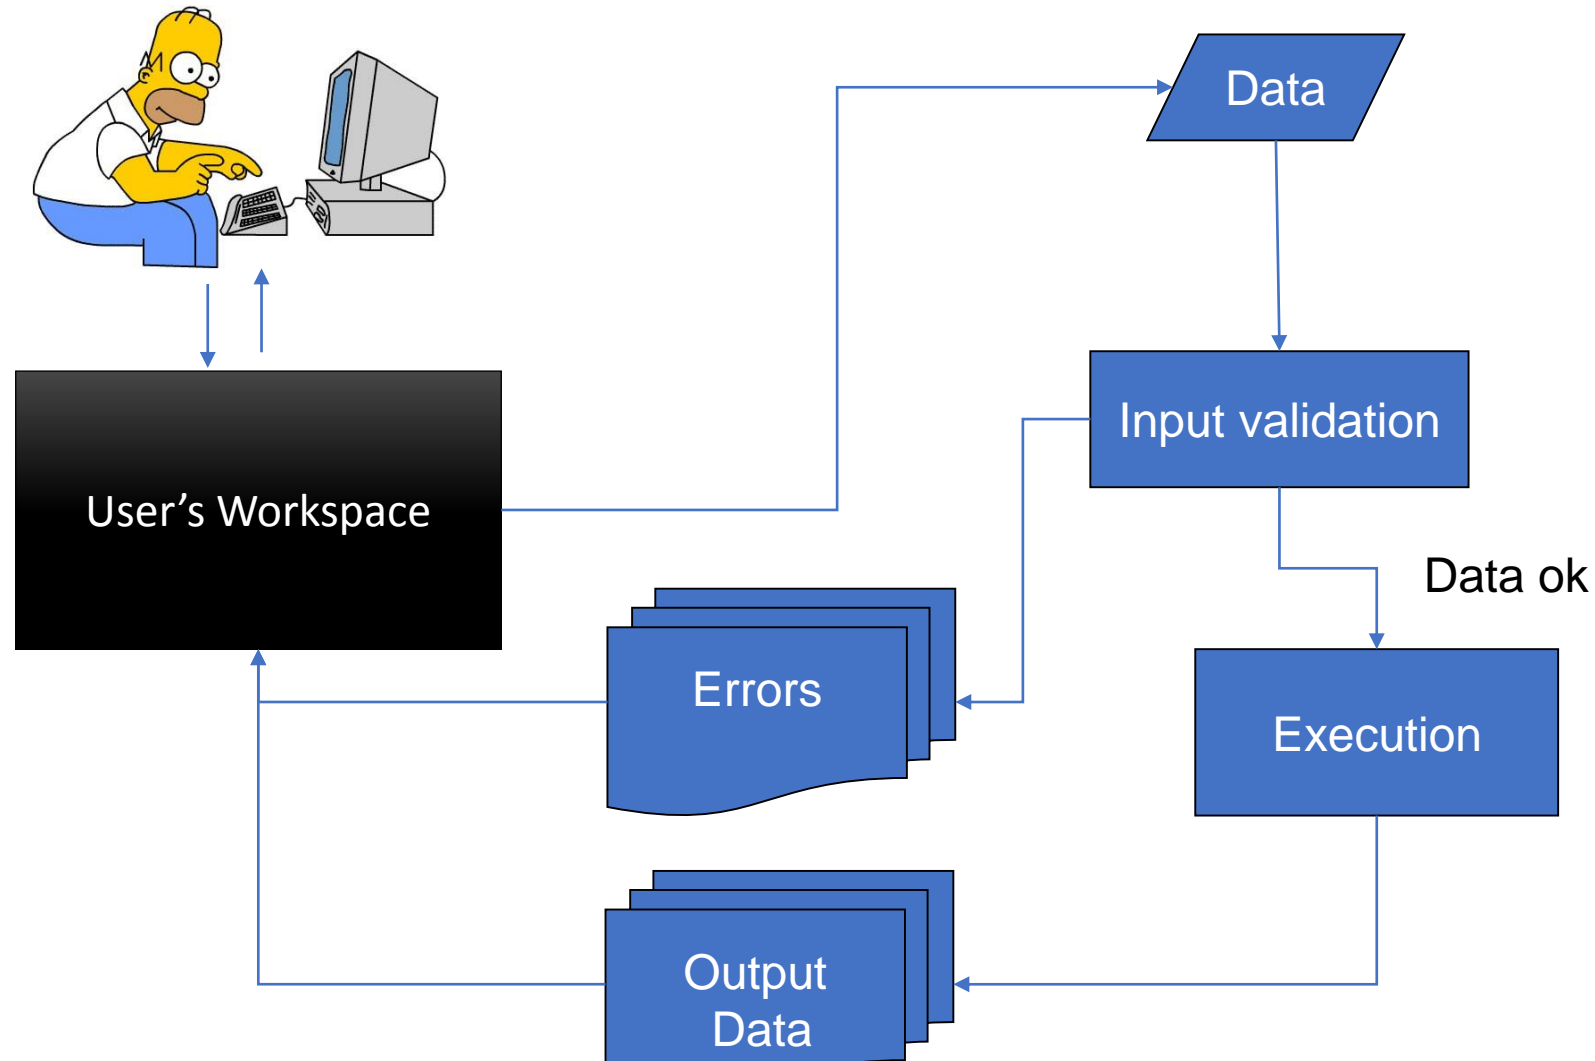 Data
Input validation
User’s Workspace
Data ok
Errors
Execution
Output
Data